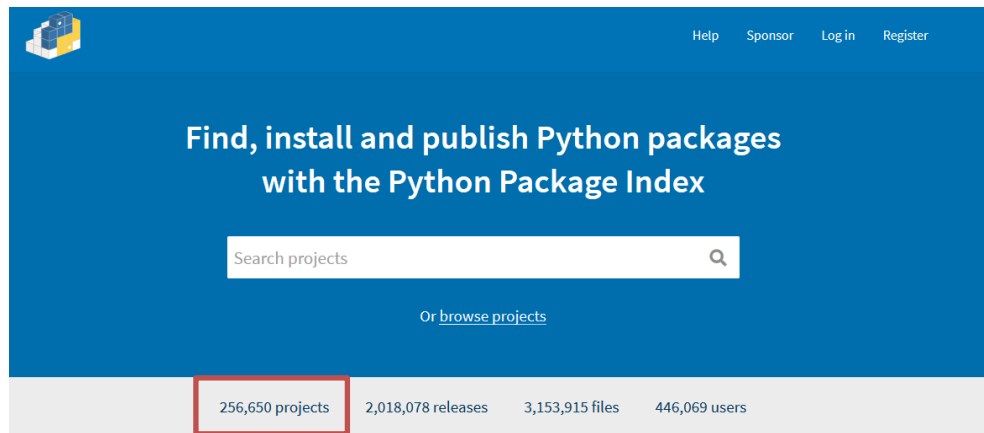 Help Sponsor Log in Register
Find, install and publish Python packages
with the Python Package Index
Search projects
Or browse projects
256,650 projects 2,018,078 releases 3,153,915 files 446,069 users